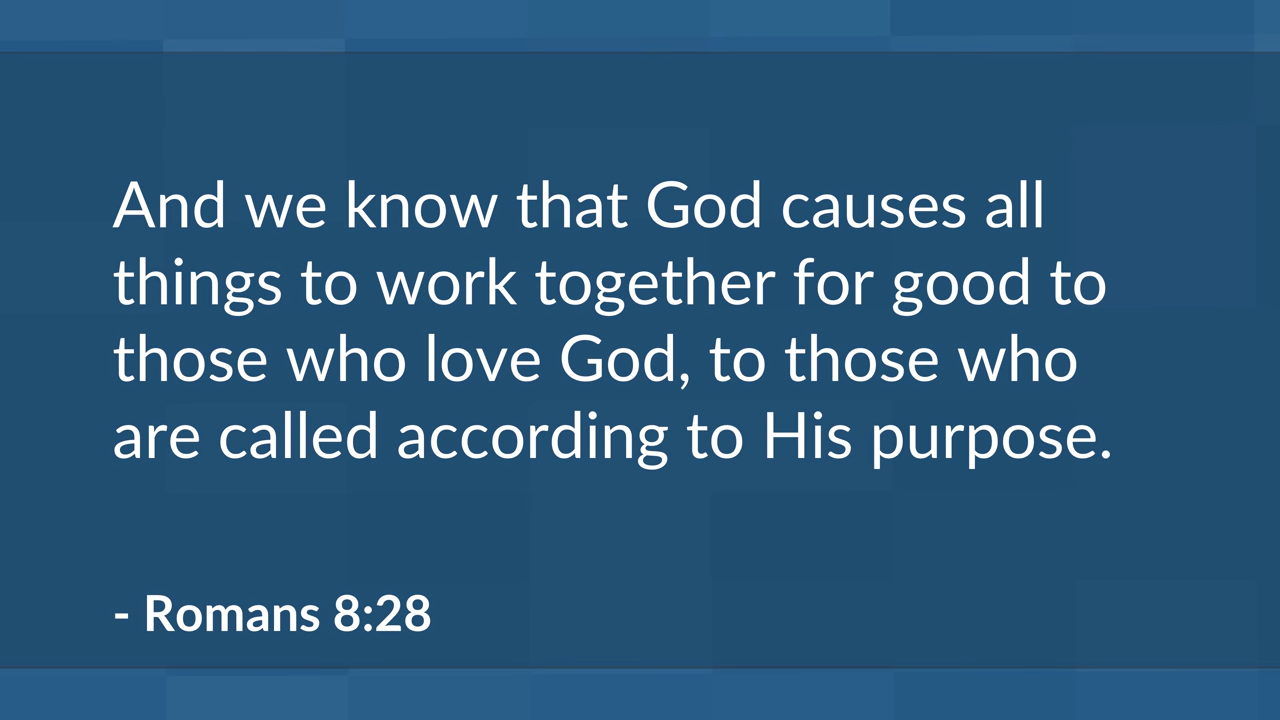 And we know that God causes all
things to work together for good to
those who love God, to those who
are called according to His purpose.
- Romans 8:28